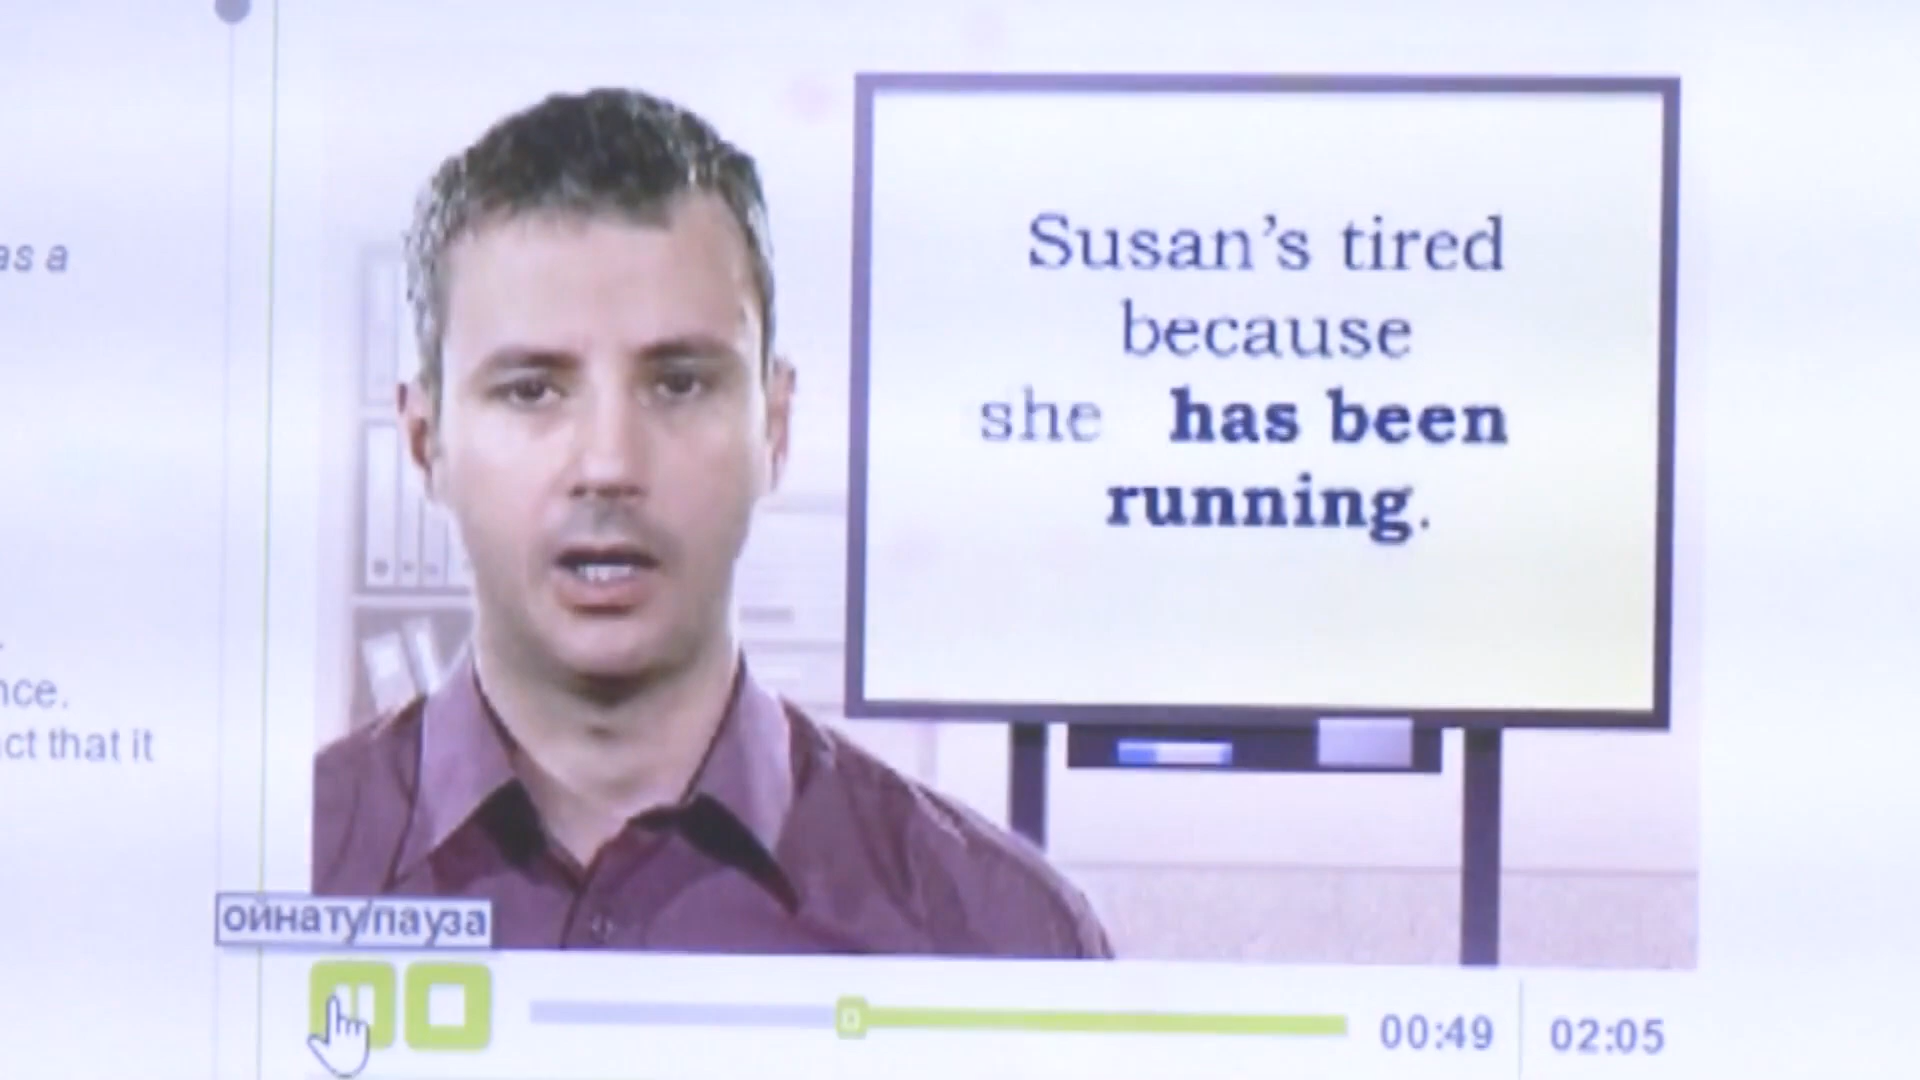 as a
nce.
ct that it
Susan's tired
because
she has been
running.
ойнату/пауза
00:49
02:05